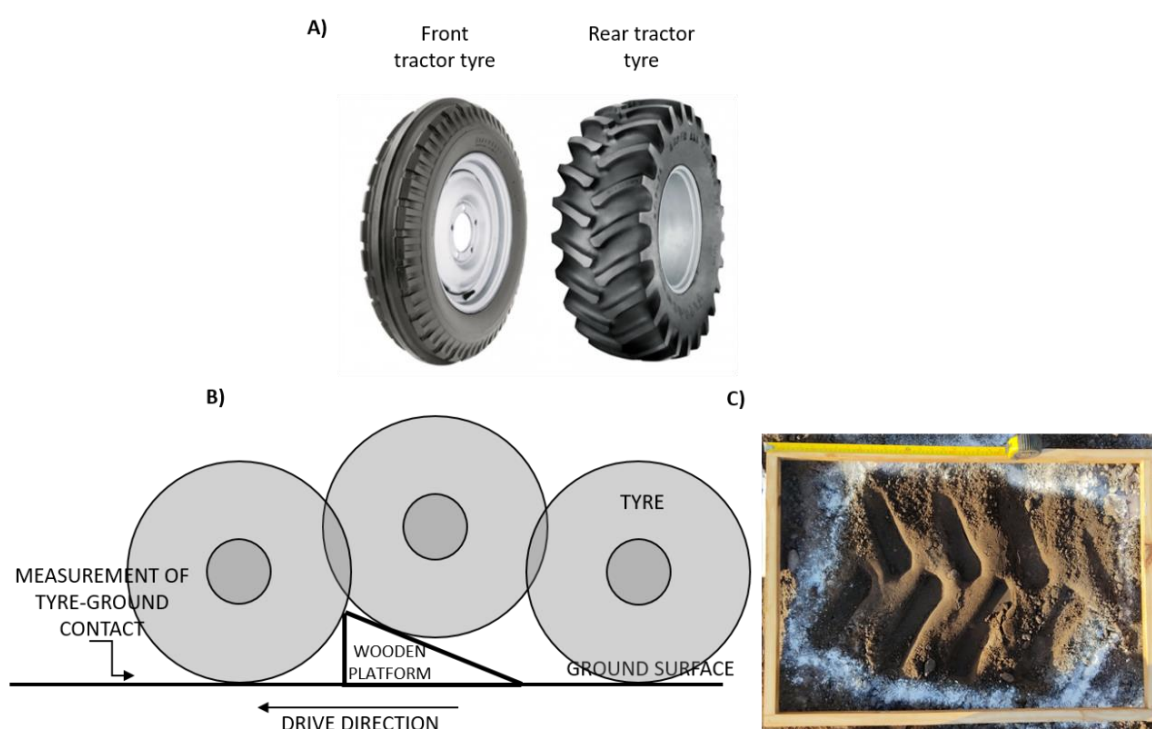 A)
Front
tractor tyre
Rear tractor
tyre
B)
C)
TYRE
MEASUREMENT OF
TYRE-GROUND
CONTACT
WOODEN
PLATFORM
GROUND SURFACE
DRIVE DIRECTION